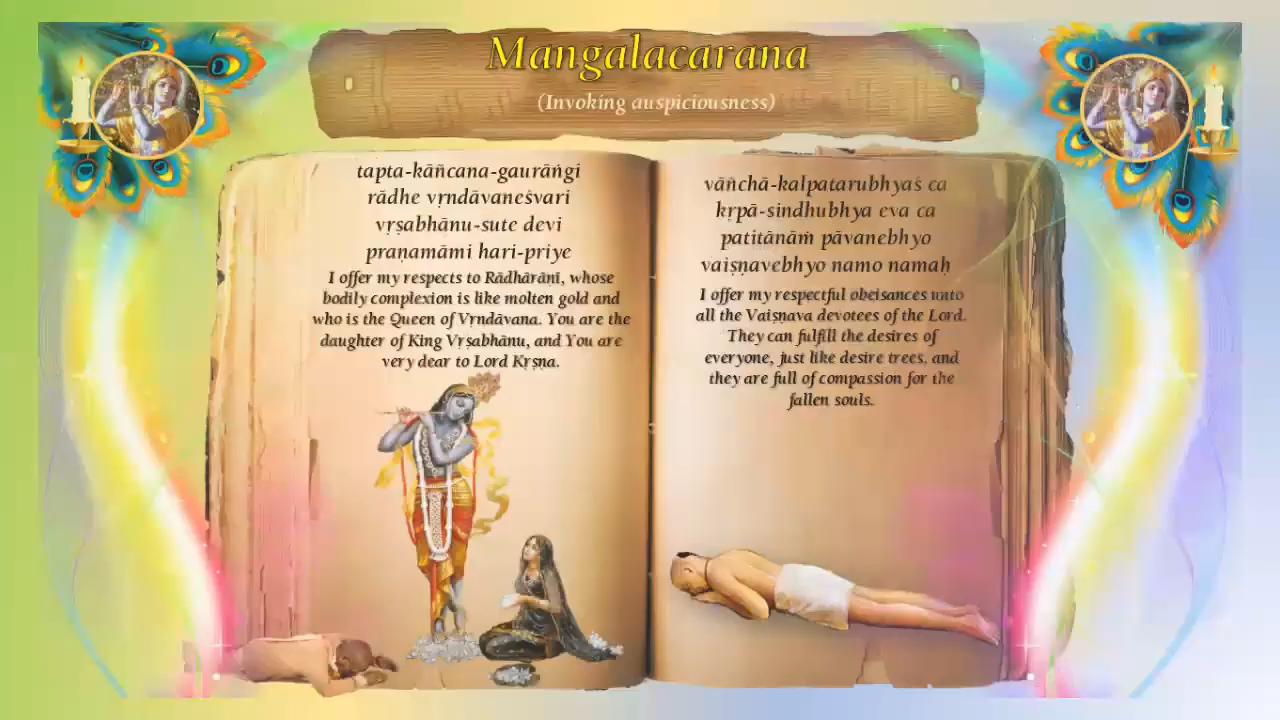 Mangalacarana
(Invoking auspiciousness)
tapta-kāñcana-gaurāṅgi
rādhe vṛndāvaneśvari
vṛṣabhānu-sute devi
praṇamāmi hari-priye
I offer my respects to Rādhārāṇī, whose
bodily complexion is like molten gold and
who is the Queen of Vṛndāvana. You are the
daughter of King Vṛṣabhānu, and You are
very dear to Lord Kṛṣṇa.
vāñchā-kalpatarubhyaś ca
kṛpā-sindhubhya eva ca
patitānāṁ pāvanebhyo
vaiṣṇavebhyo namo namaḥ
I offer my respectful obeisances unto
all the Vaiṣṇava devotees of the Lord.
They can fulfill the desires of
everyone, just like desire trees, and
they are full of compassion for the
fallen souls.